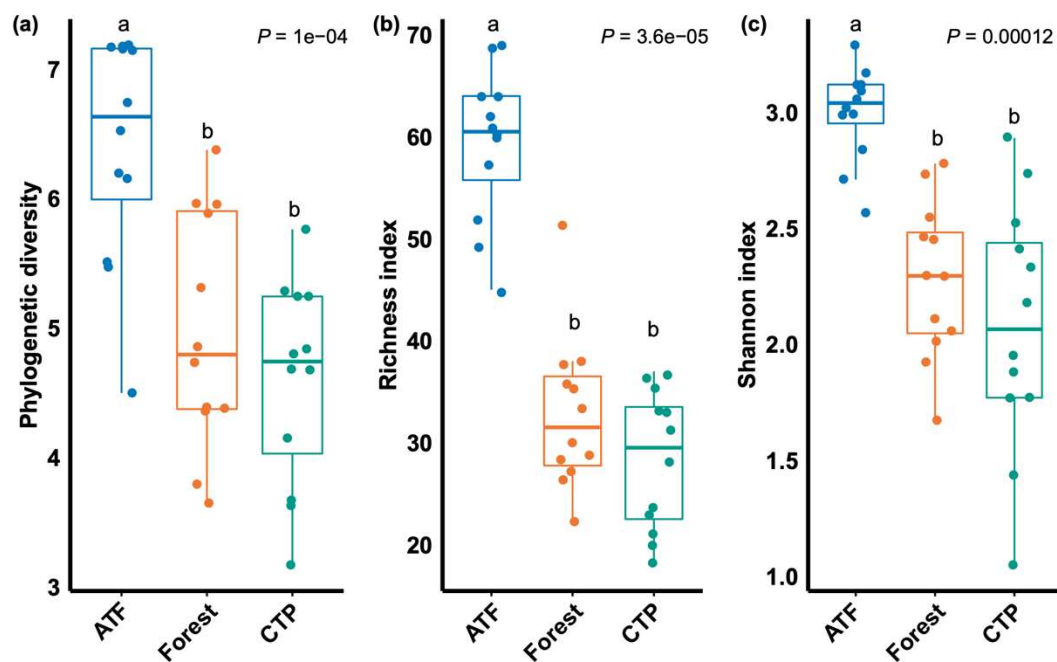 (a)
P = 1e−04
Phylogenetic diversity
7
6
5
4
3
a
b
b
ATF
Forest
CTP
(b)
P = 3.6e−05
Richness index
70
60
50
40
30
20
a
b
b
ATF
Forest
CTP
(c)
P = 0.00012
Shannon index
3.0
2.5
2.0
1.5
1.0
a
b
b
ATF
Forest
CTP